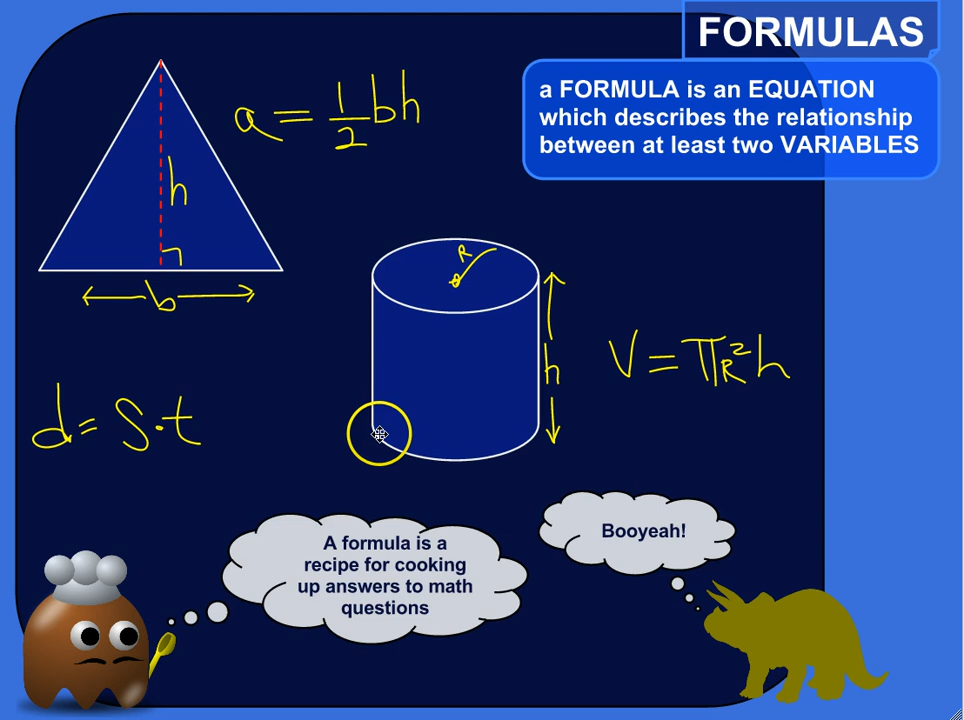 FORMULAS
a FORMULA is an EQUATION
which describes the relationship
between at least two VARIABLES
a = 1/2 bh
h
b
R
h
V = πR²h
d = s·t
A formula is a
recipe for cooking
up answers to math
questions
Booyeah!